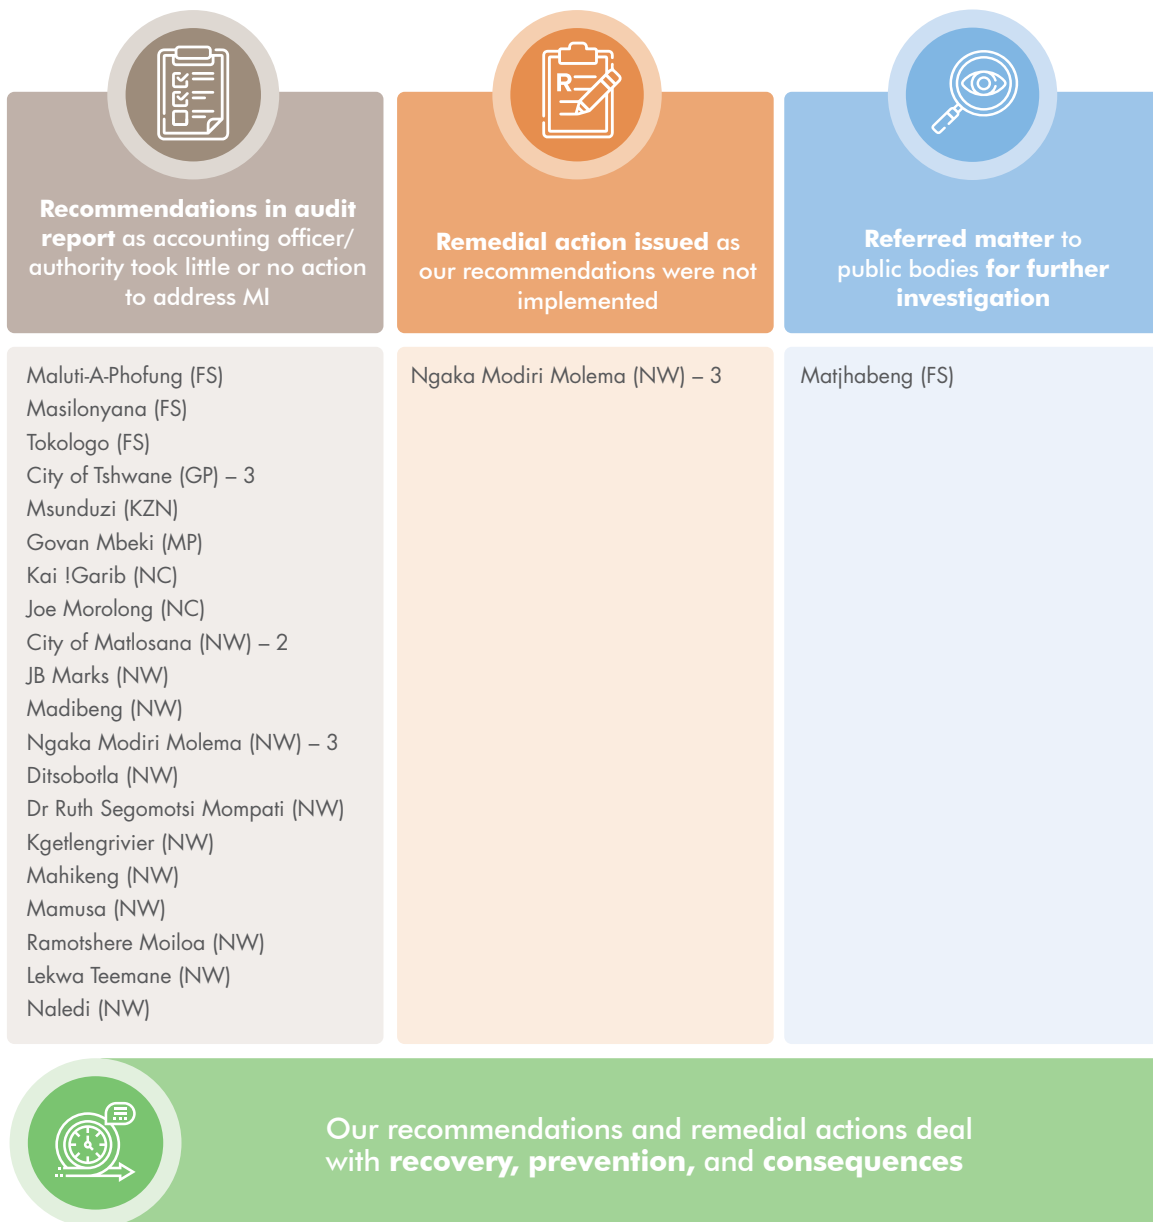 Recommendations in audit
report as accounting officer/
authority took little or no action
to address MI
Maluti-A-Phofung (FS)
Masilonyana (FS)
Tokologo (FS)
City of Tshwane (GP) – 3
Msunduzi (KZN)
Govan Mbeki (MP)
Kai !Garib (NC)
Joe Morolong (NC)
City of Matlosana (NW) – 2
JB Marks (NW)
Madibeng (NW)
Ngaka Modiri Molema (NW) – 3
Ditsobotla (NW)
Dr Ruth Segomotsi Mompati (NW)
Kgetlengrivier (NW)
Mahikeng (NW)
Mamusa (NW)
Ramotshere Moiloa (NW)
Lekwa Teemane (NW)
Naledi (NW)
R
Remedial action issued as
our recommendations were not
implemented
Ngaka Modiri Molema (NW) – 3
Referred matter to
public bodies for further
investigation
Matjhabeng (FS)
Our recommendations and remedial actions deal
with recovery, prevention, and consequences